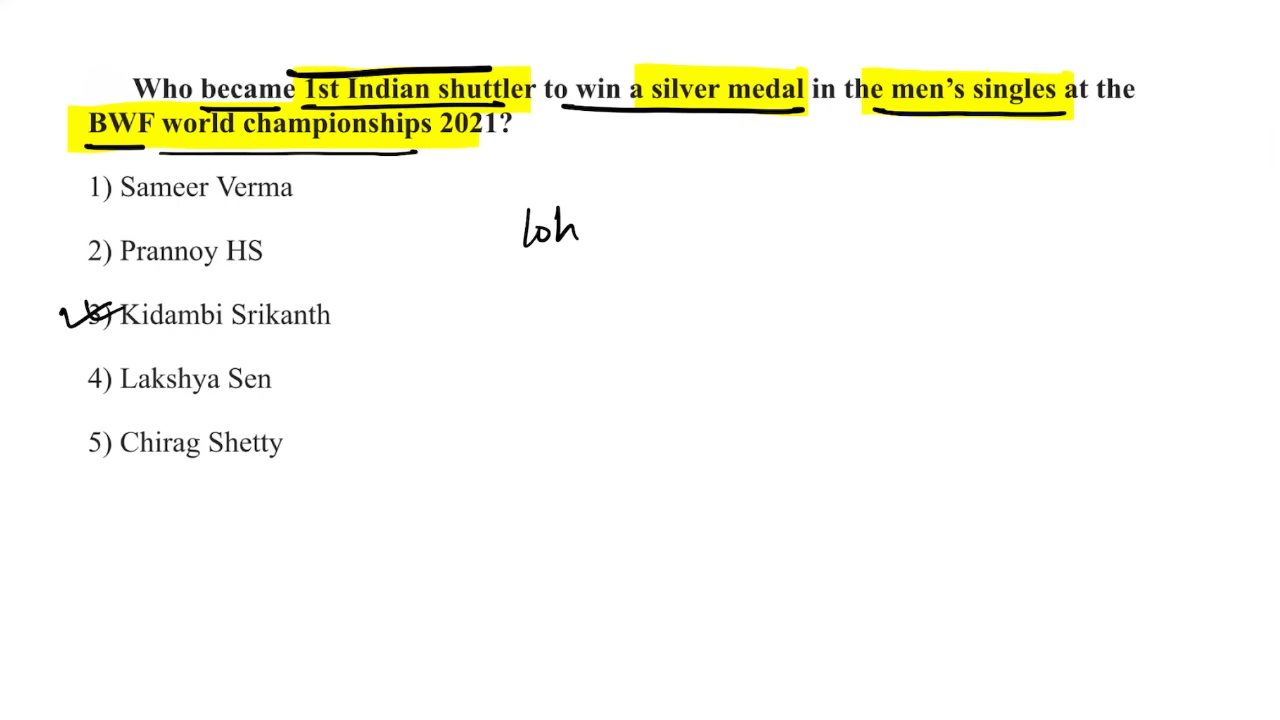 Who became 1st Indian shuttler to win a silver medal in the men’s singles at the
BWF world championships 2021?
1) Sameer Verma
loh
2) Prannoy HS
3) Kidambi Srikanth
4) Lakshya Sen
5) Chirag Shetty